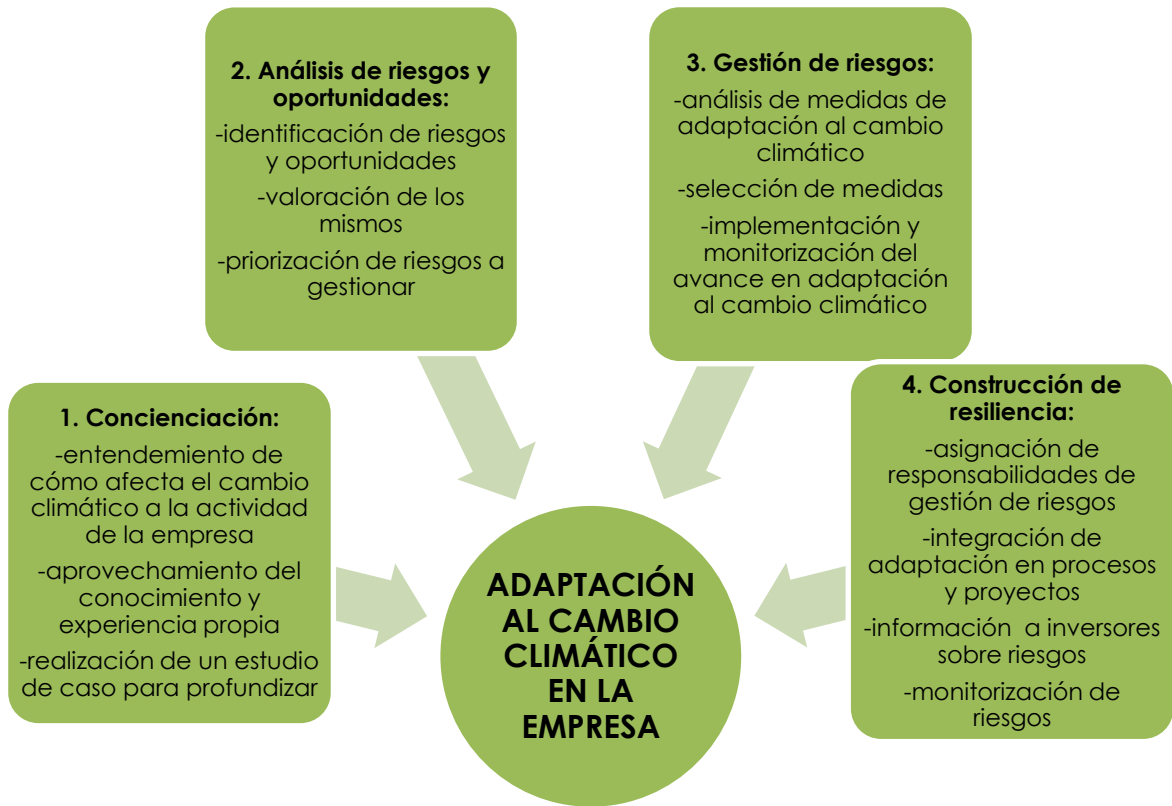 1. Concienciación:
-entendemiento de
cómo afecta el cambio
climático a la actividad
de la empresa
-aprovechamiento del
conocimiento y
experiencia propia
-realización de un estudio
de caso para profundizar
2. Análisis de riesgos y
oportunidades:
-identificación de riesgos
y oportunidades
-valoración de los
mismos
-priorización de riesgos a
gestionar
3. Gestión de riesgos:
-análisis de medidas de
adaptación al cambio
climático
-selección de medidas
-implementación y
monitorización del
avance en adaptación
al cambio climático
4. Construcción de
resiliencia:
-asignación de
responsabilidades de
gestión de riesgos
-integración de
adaptación en procesos
y proyectos
-información a inversores
sobre riesgos
-monitorización de
riesgos
ADAPTACIÓN
AL CAMBIO
CLIMÁTICO
EN LA
EMPRESA